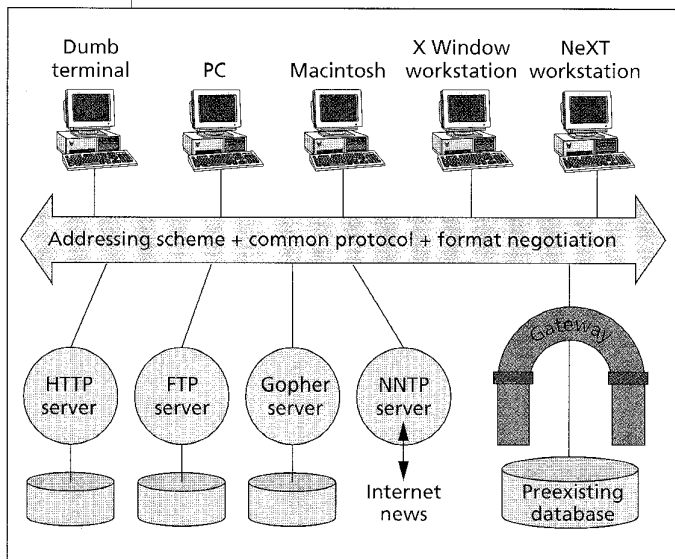 Dumb
terminal
PC
Macintosh
X Window
workstation
NeXT
workstation
Addressing scheme + common protocol + format negotiation
Gateway
HTTP
server
FTP
server
Gopher
server
NNTP
server
Internet
news
Preexisting
database